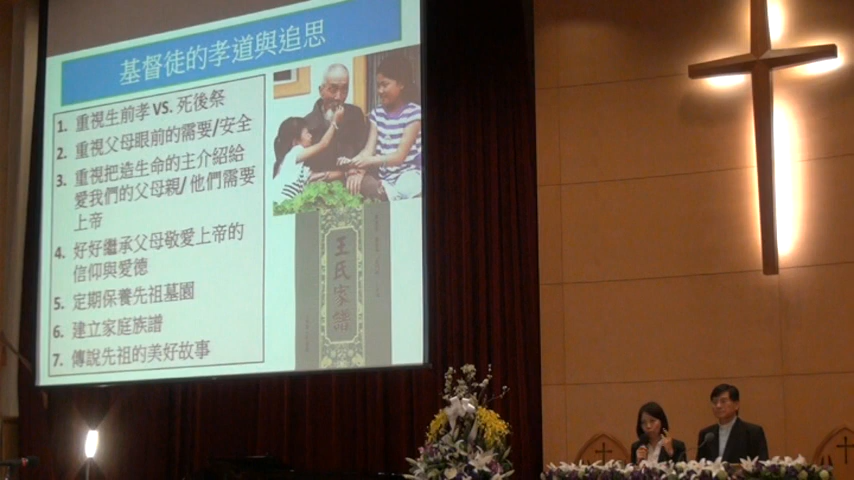 基督徒的孝道與追思
1. 重視生前孝 VS. 死後祭
2. 重視父母眼前的需要/安全
3. 重視把造生命的主介紹給
愛我們的父母親/ 他們需要
上帝
4. 好好繼承父母敬愛上帝的
信仰與愛德
5. 定期保養先祖墓園
6. 建立家庭族譜
7. 傳說先祖的美好故事
王氏家譜